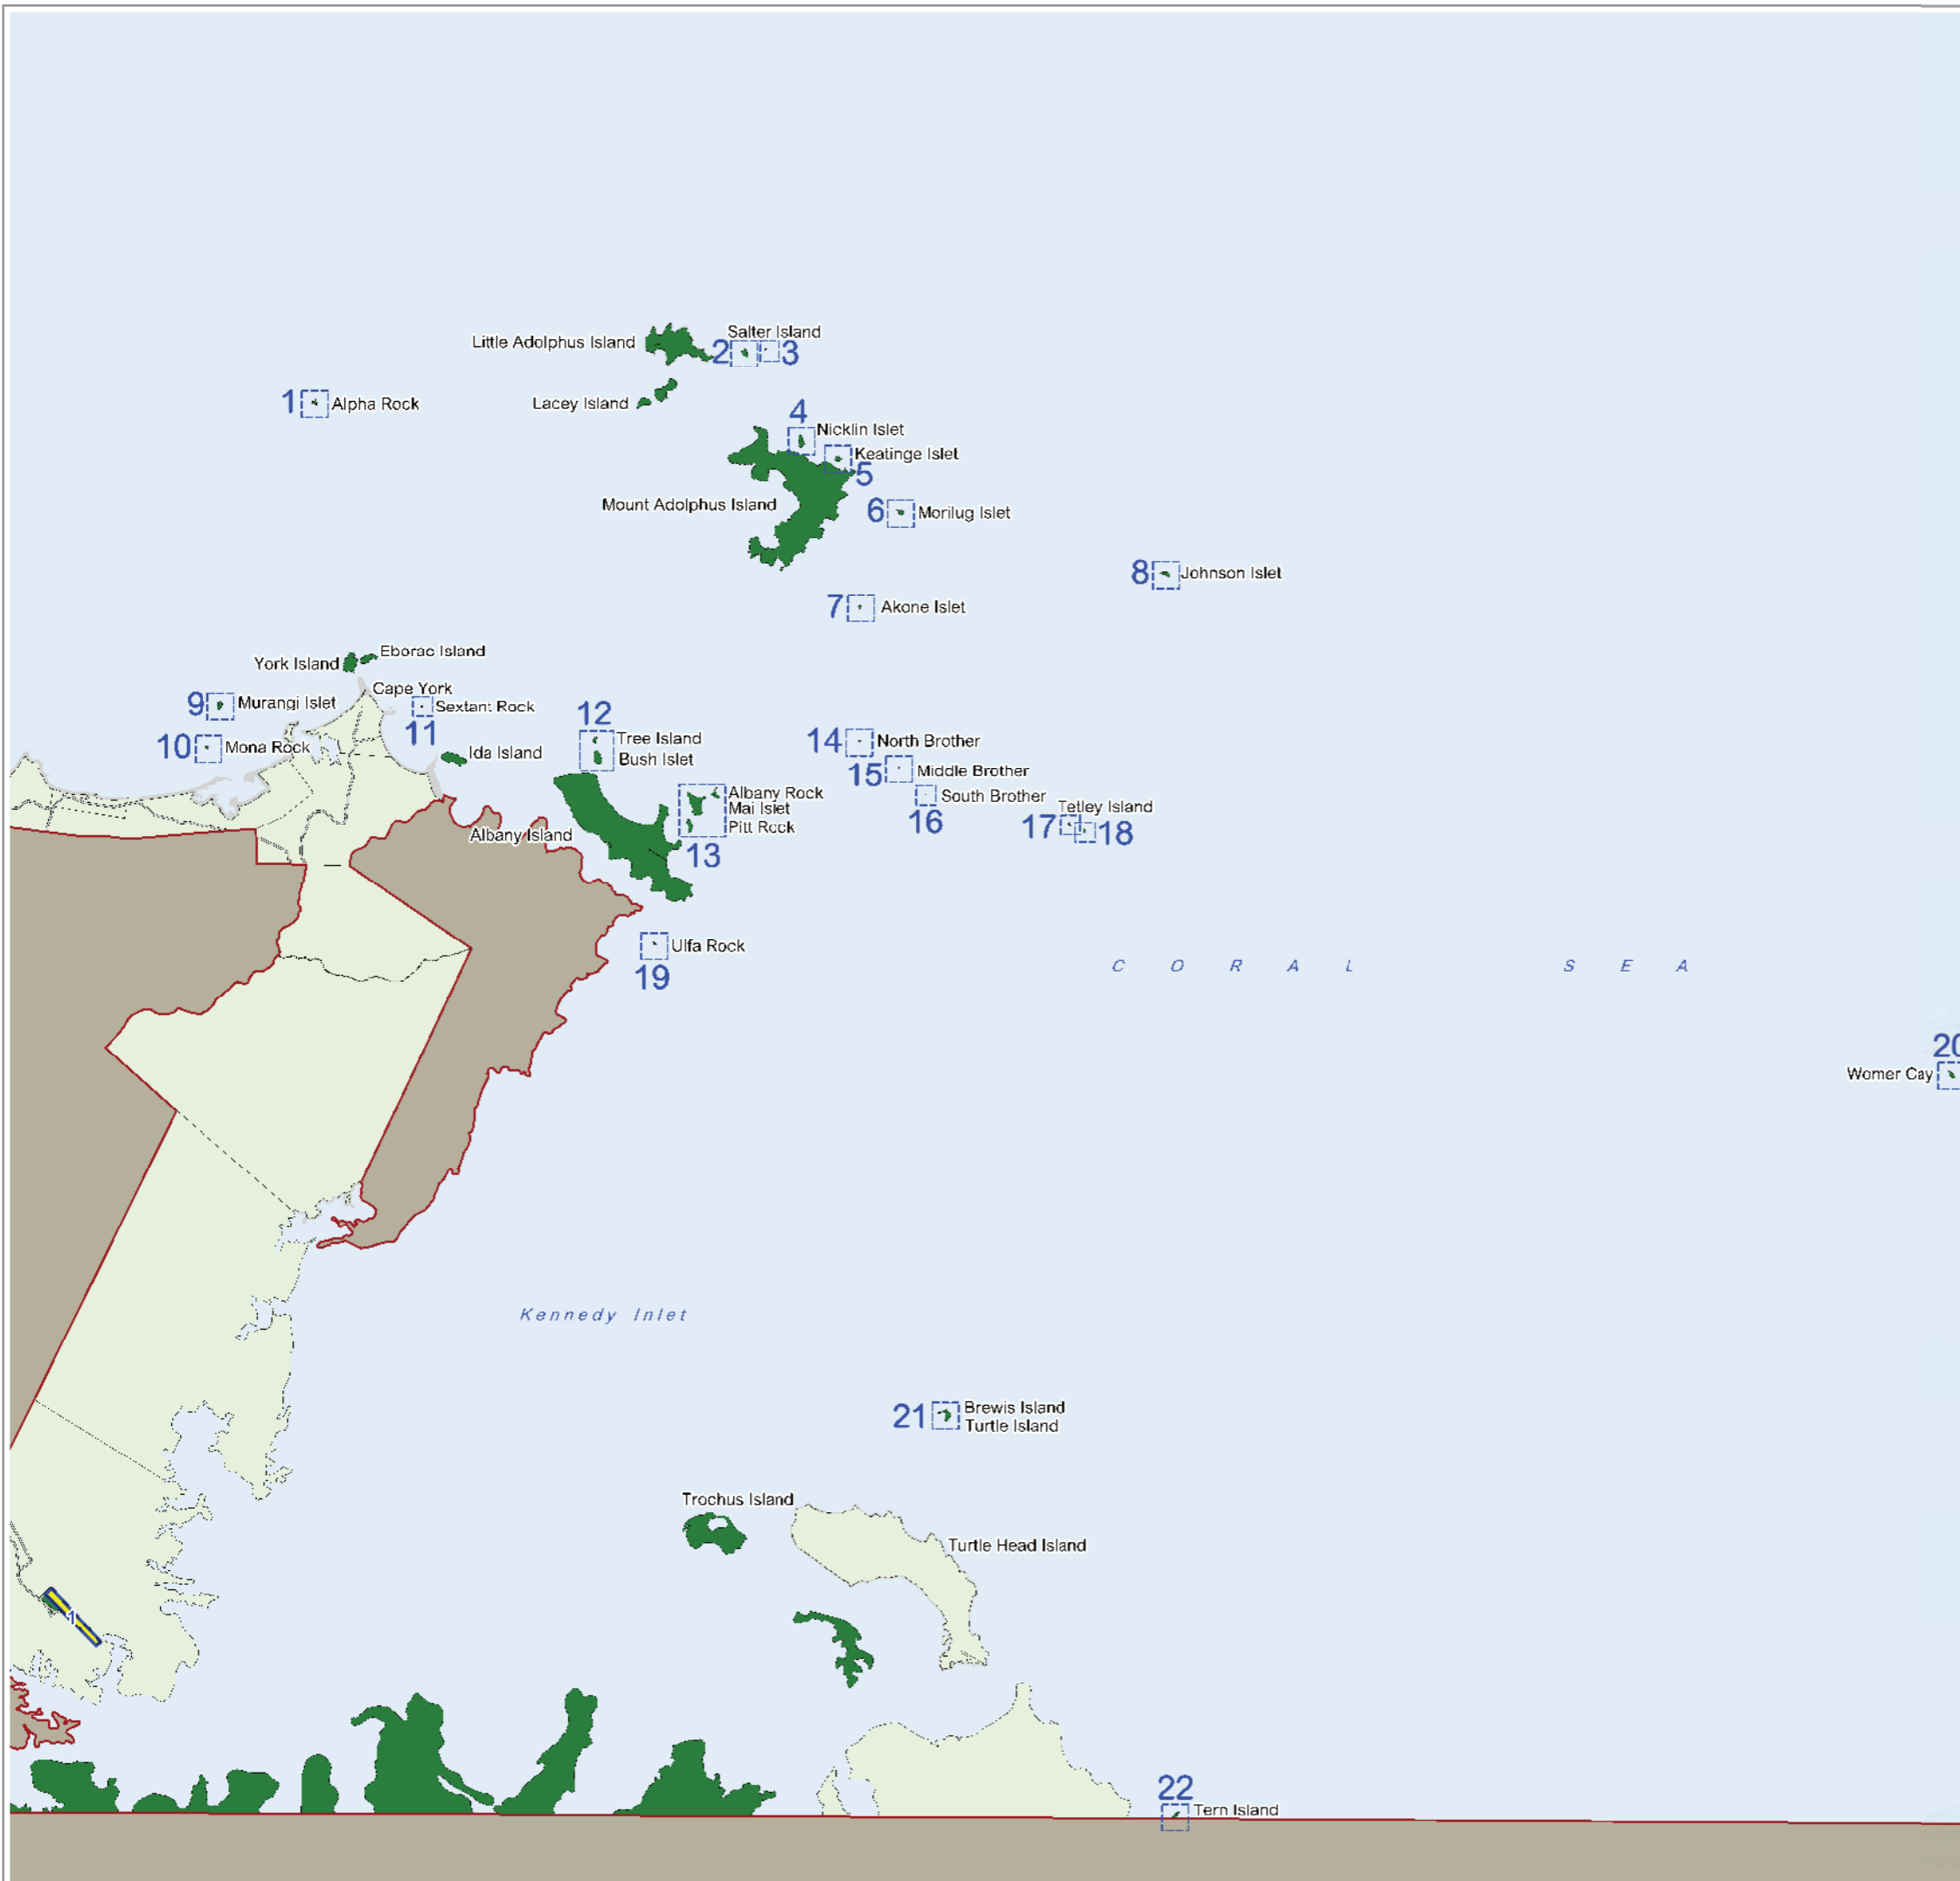 Salter Island
Little Adolphus Island
2
3
1
Alpha Rock
Lacey Island
4
Nicklin Islet
Keatinge Islet
5
Mount Adolphus Island
6
Morilug Islet
8
Johnson Islet
7
Akone Islet
York Island
Eborac Island
Cape York
9
Murangi Islet
Sextant Rock
11
10
Mona Rock
Ida Island
12
Tree Island
Bush Islet
14
North Brother
15
Middle Brother
South Brother
16
Albany Rock
Mai Islet
Pitt Rock
13
Tetley Island
17
18
Albany Island
Ulfa Rock
19
CORAL SEA
20
Womer Cay
Kennedy Inlet
21
Brewis Island
Turtle Island
Trochus Island
Turtle Head Island
1
22
Tern Island